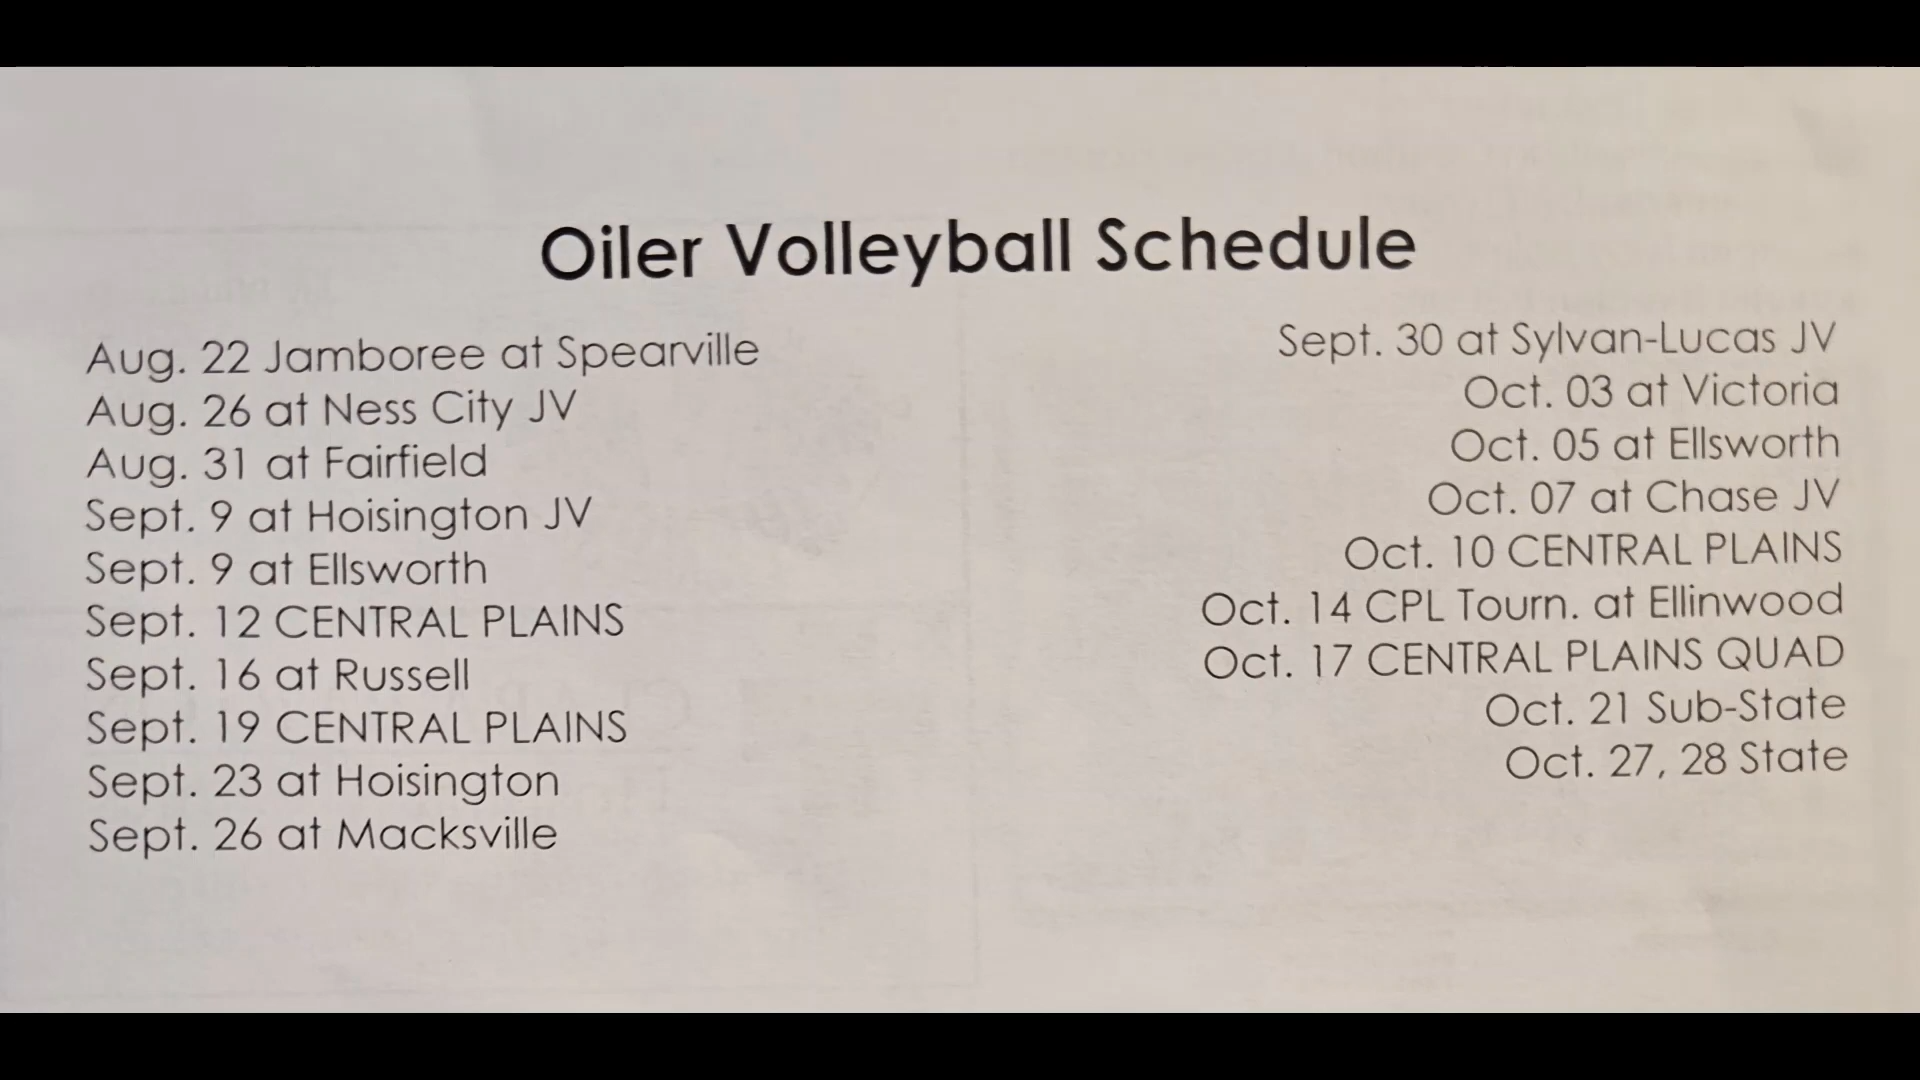 Oiler Volleyball Schedule
Aug. 22 Jamboree at Spearville
Aug. 26 at Ness City JV
Aug. 31 at Fairfield
Sept. 9 at Hoisington JV
Sept. 9 at Ellsworth
Sept. 12 CENTRAL PLAINS
Sept. 16 at Russell
Sept. 19 CENTRAL PLAINS
Sept. 23 at Hoisington
Sept. 26 at Macksville
Sept. 30 at Sylvan-Lucas JV
Oct. 03 at Victoria
Oct. 05 at Ellsworth
Oct. 07 at Chase JV
Oct. 10 CENTRAL PLAINS
Oct. 14 CPL Tourn. at Ellinwood
Oct. 17 CENTRAL PLAINS QUAD
Oct. 21 Sub-State
Oct. 27, 28 State